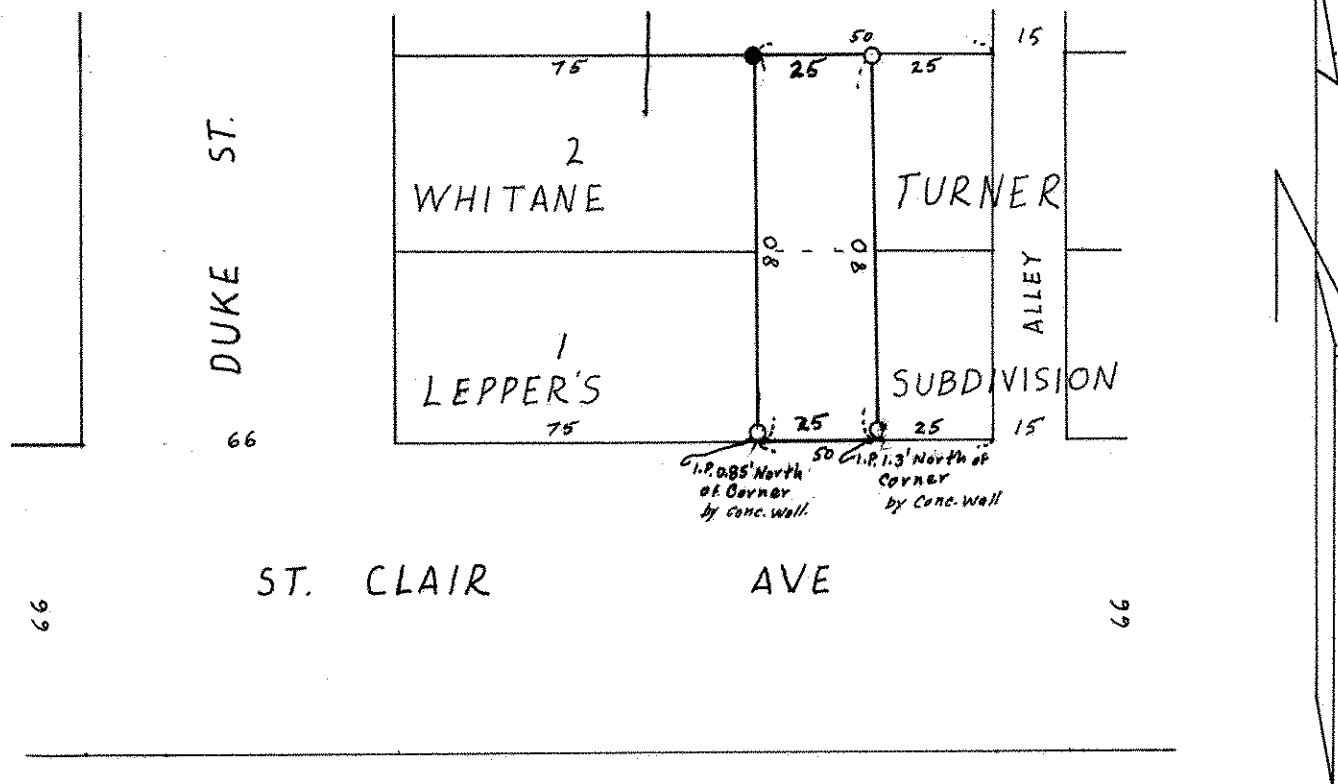 50
15
75
25
25
DUKE ST.
2
WHITANE
TURNER
80
80
ALLEY
1
LEPPER'S
SUBDIVISION
66
75
25
25
15
50
I.P. 0.85' North
of Corner
by Conc. Wall.
I.P. 1.3' North of
Corner
by Conc. Wall
ST. CLAIR AVE
66
66